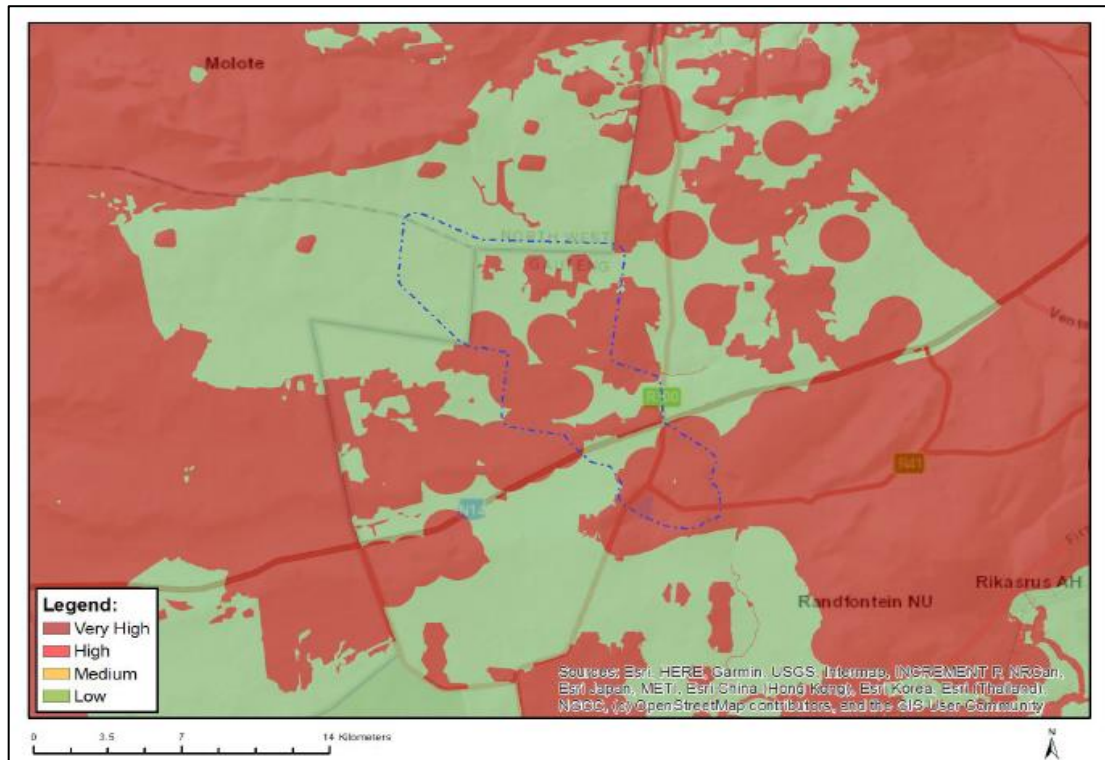 Molote
NORTH WEST
GAUTENG
R500
R41
N14
Rikasrus AH
Randfontein NU
Legend:
Very High
High
Medium
Low
Sources: Esri, HERE, Garmin, USGS, Intermap, INCREMENT P, NRCan,
Esri Japan, METI, Esri China (Hong Kong), Esri Korea, Esri (Thailand),
NGCC, (c) OpenStreetMap contributors, and the GIS User Community
0 3.5 7 14 Kilometers
N